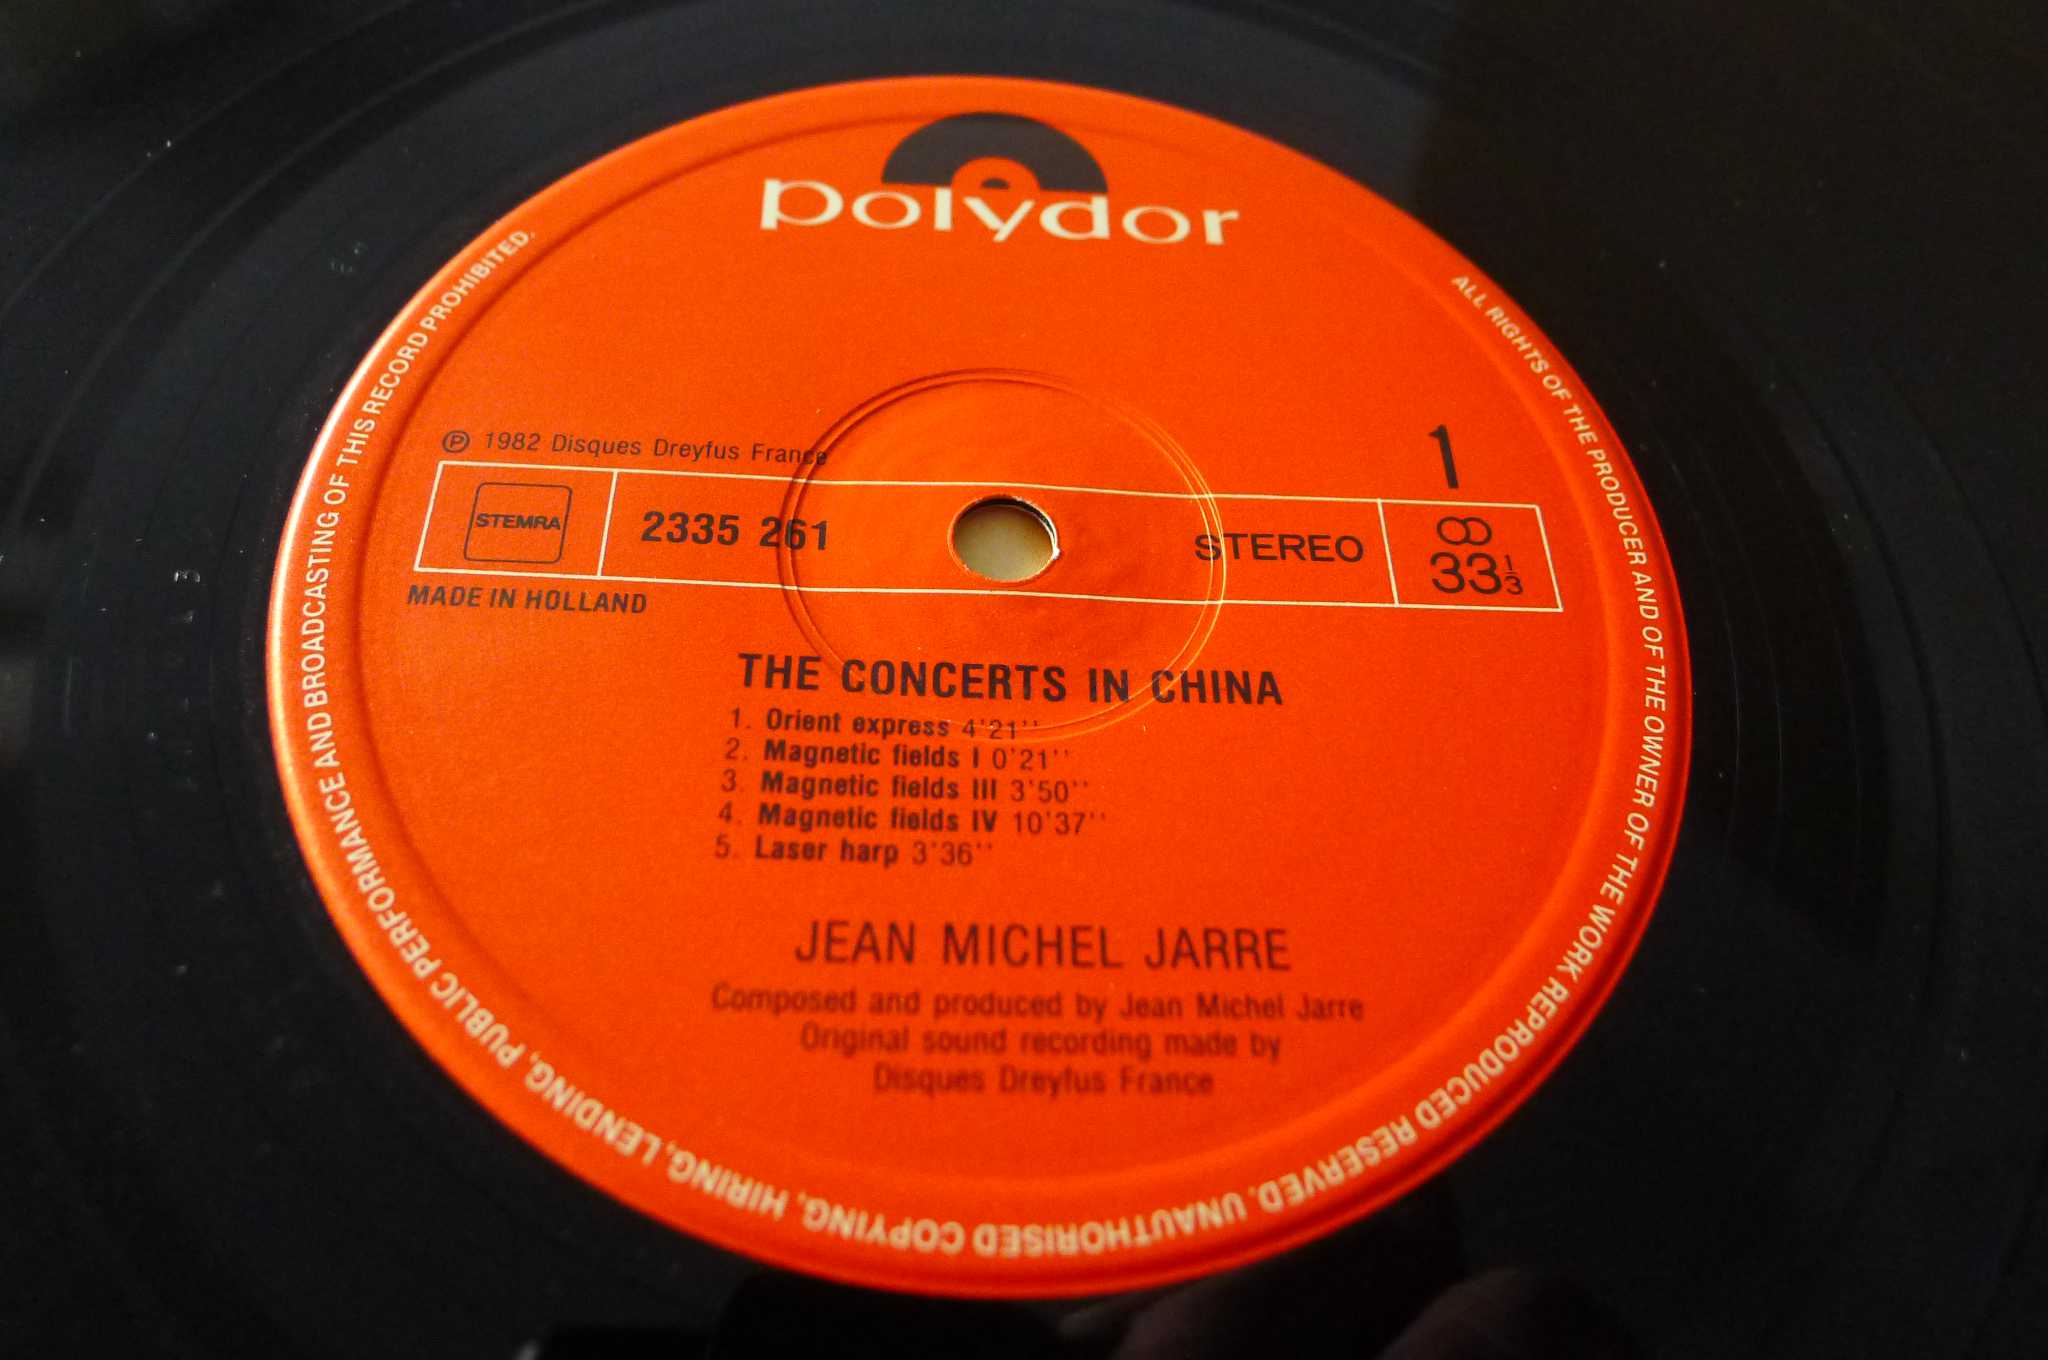 polydor
℗ 1982 Disques Dreyfus France
1
STEMRA
2335 261
STEREO
33 1/3
MADE IN HOLLAND
THE CONCERTS IN CHINA
1. Orient express 4'21''
2. Magnetic fields I 0'21''
3. Magnetic fields III 3'50''
4. Magnetic fields IV 10'37''
5. Laser harp 3'36''
JEAN MICHEL JARRE
Composed and produced by Jean Michel Jarre
Original sound recording made by
Disques Dreyfus France
ALL RIGHTS OF THE PRODUCER AND OF THE OWNER OF THE WORK REPRODUCED RESERVED. UNAUTHORISED COPYING, HIRING, LENDING, PUBLIC PERFORMANCE AND BROADCASTING OF THIS RECORD PROHIBITED.